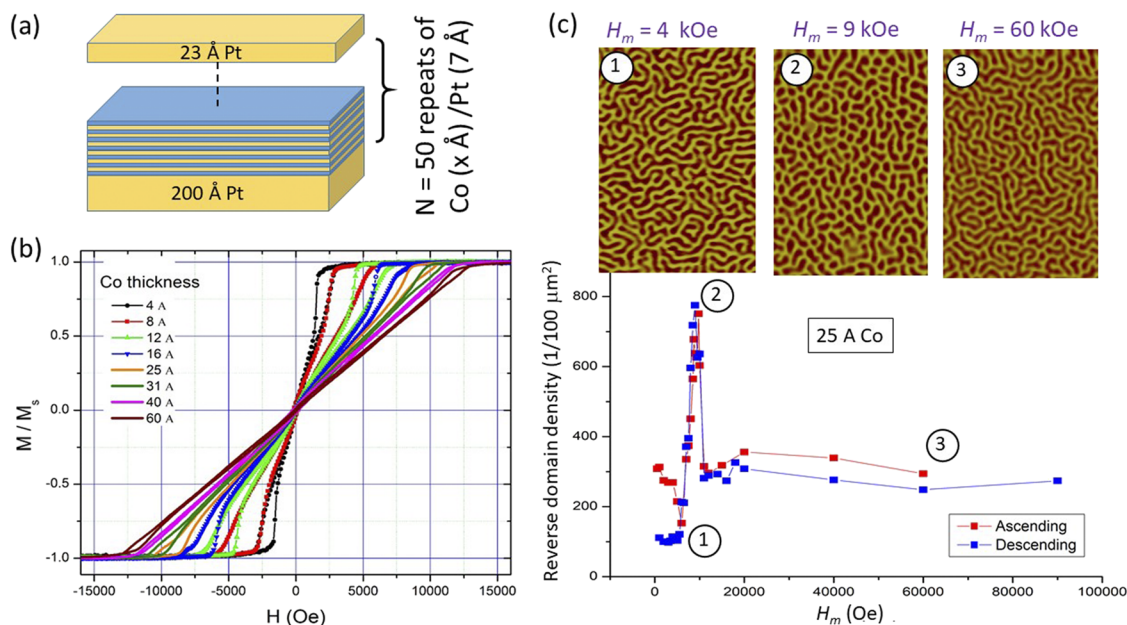 (a)
23 Å Pt
200 Å Pt
N = 50 repeats of
Co (x Å) /Pt (7 Å)
(b)
Co thickness
4 A
8 A
12 A
16 A
25 A
31 A
40 A
60 A
1.0
0.5
0.0
-0.5
-1.0
M / Ms
-15000 -10000 -5000 0 5000 10000 15000
H (Oe)
(c)
Hm = 4 kOe
Hm = 9 kOe
Hm = 60 kOe
1
2
3
800
600
400
200
0
Reverse domain density (1/100 µm²)
2
25 A Co
3
1
Ascending
Descending
0 20000 40000 60000 80000 100000
Hm (Oe)